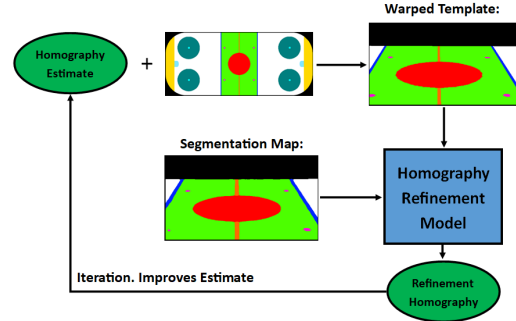 Warped Template:
Homography
Estimate
+
Segmentation Map:
Homography
Refinement
Model
Iteration. Improves Estimate
Refinement
Homography